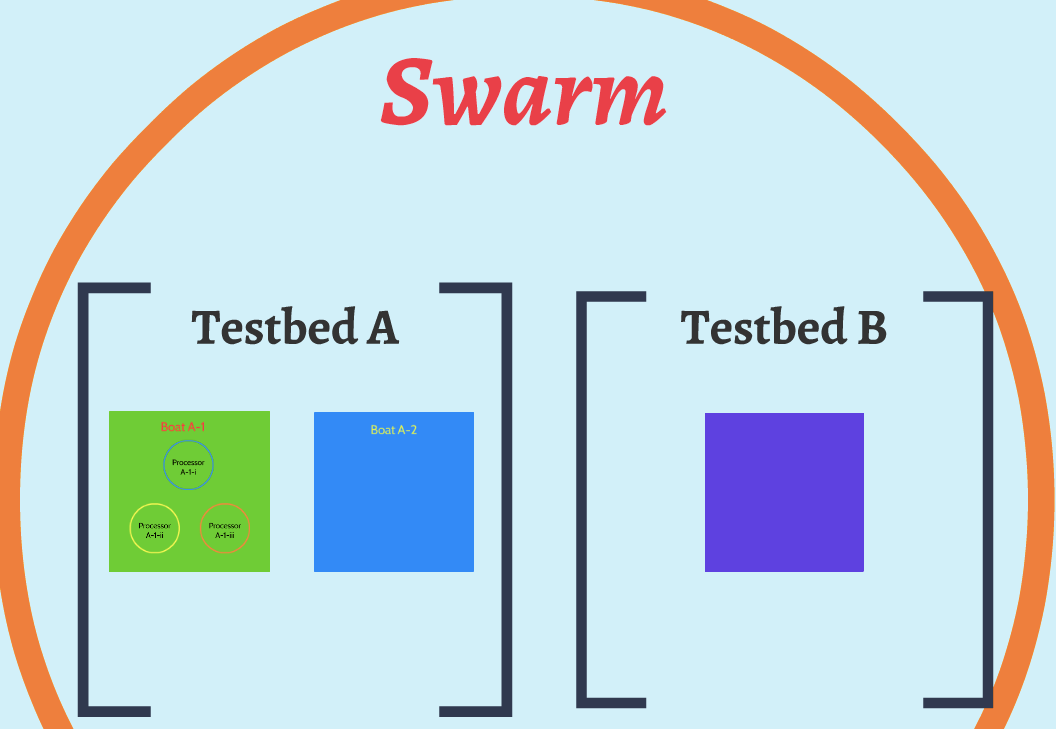 Swarm
Testbed A
Testbed B
Boat A-1
Boat A-2
Processor
A-1-i
Processor
A-1-ii
Processor
A-1-iii